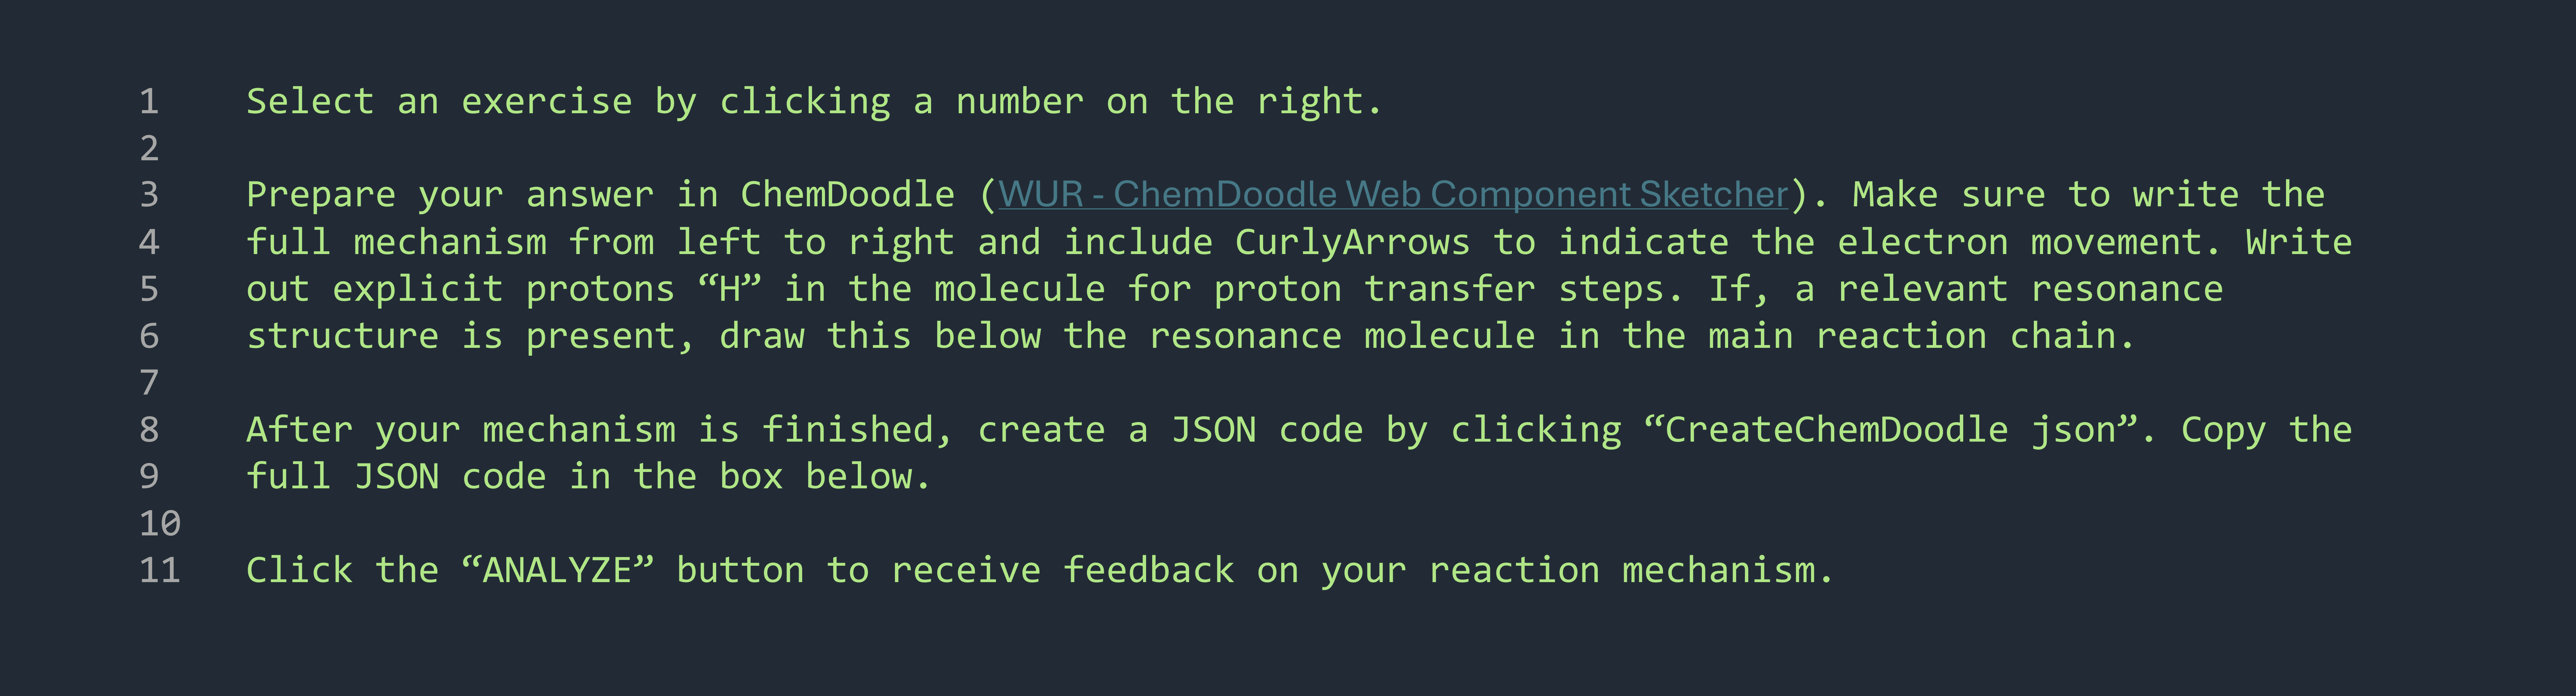 1 Select an exercise by clicking a number on the right.
2
3 Prepare your answer in ChemDoodle (WUR - ChemDoodle Web Component Sketcher). Make sure to write the
4 full mechanism from left to right and include CurlyArrows to indicate the electron movement. Write
5 out explicit protons “H” in the molecule for proton transfer steps. If, a relevant resonance
6 structure is present, draw this below the resonance molecule in the main reaction chain.
7
8 After your mechanism is finished, create a JSON code by clicking “CreateChemDoodle json”. Copy the
9 full JSON code in the box below.
10
11 Click the “ANALYZE” button to receive feedback on your reaction mechanism.